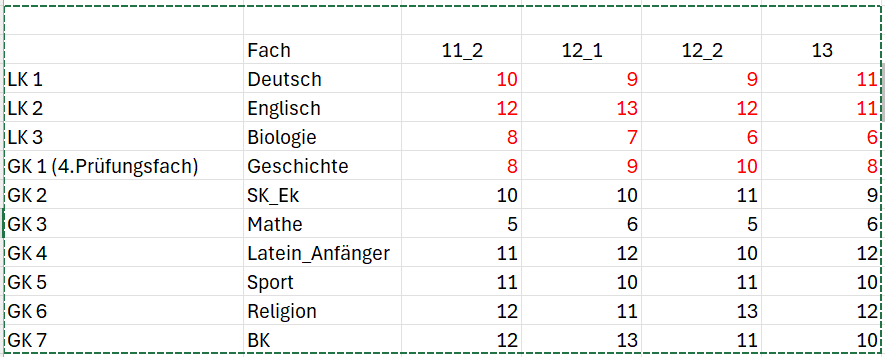 Fach 11_2 12_1 12_2 13
LK 1 Deutsch 10 9 9 11
LK 2 Englisch 12 13 12 11
LK 3 Biologie 8 7 6 6
GK 1 (4.Prüfungsfach) Geschichte 8 9 10 8
GK 2 SK_Ek 10 10 11 9
GK 3 Mathe 5 6 5 6
GK 4 Latein_Anfänger 11 12 10 12
GK 5 Sport 11 10 11 10
GK 6 Religion 12 11 13 12
GK 7 BK 12 13 11 10